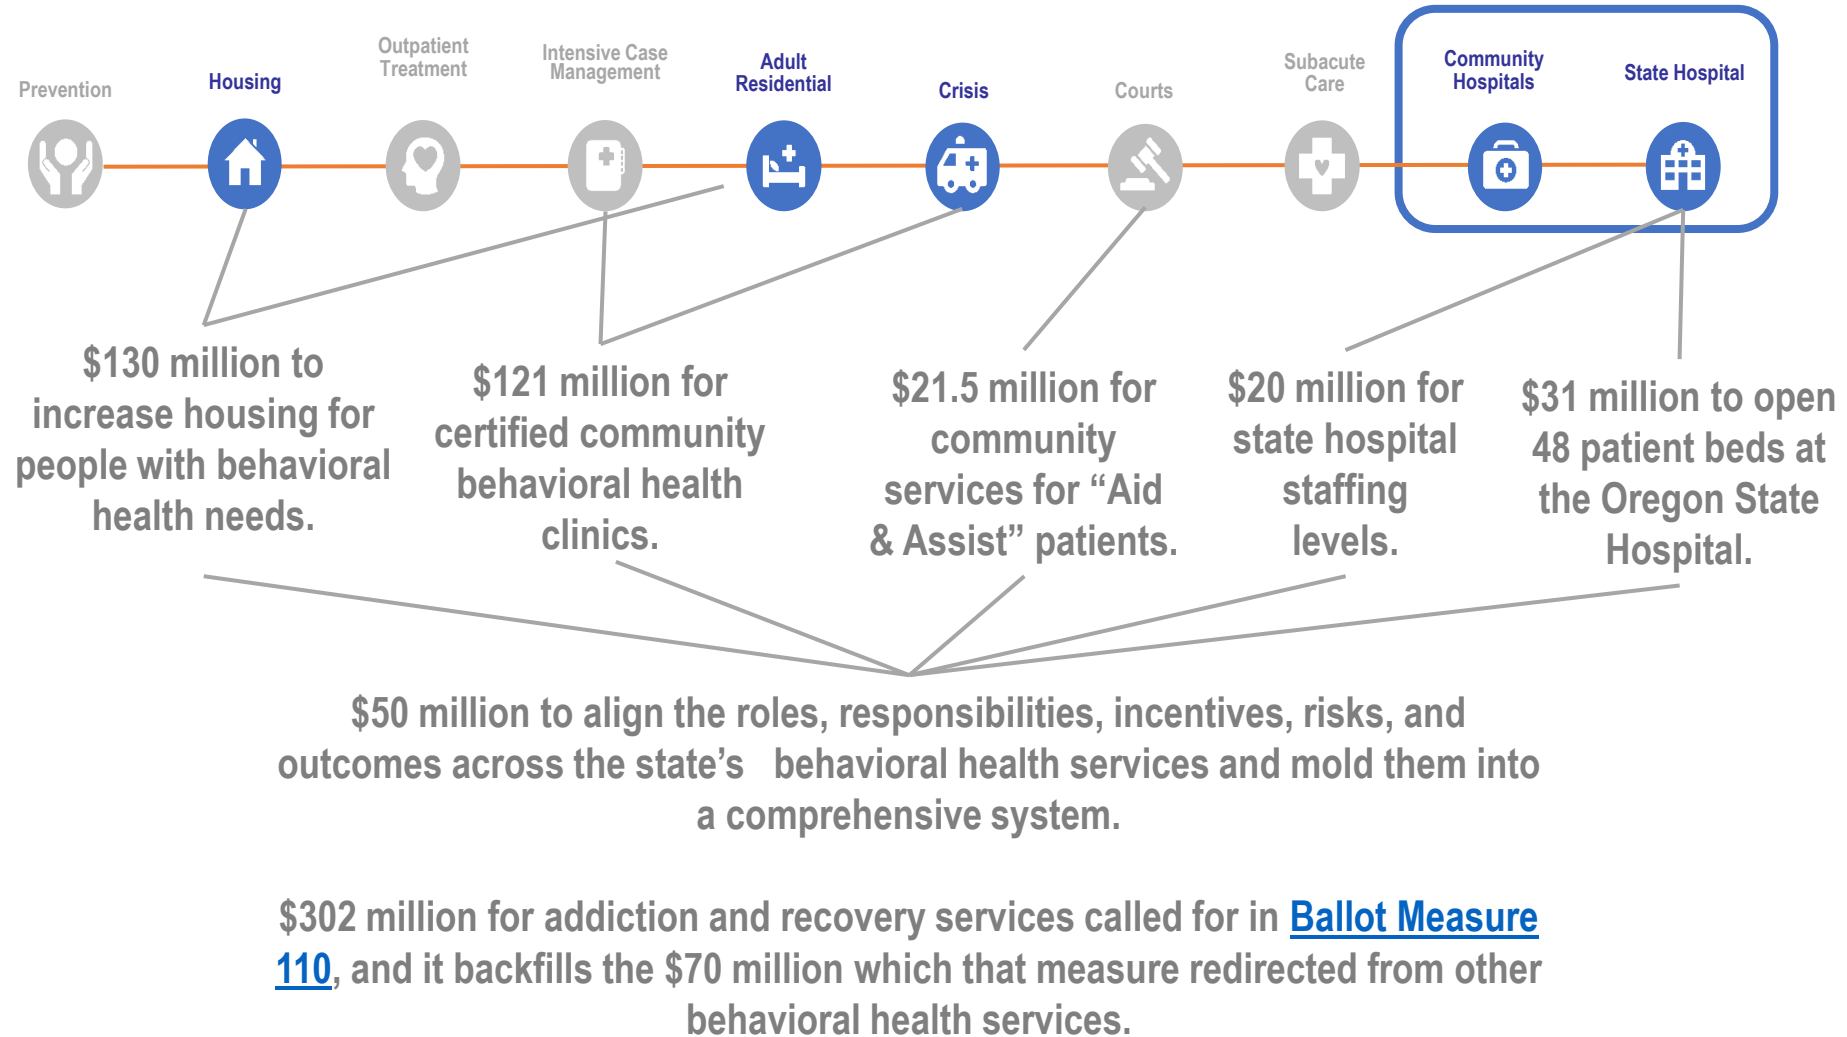 Prevention
Housing
Outpatient
Treatment
Intensive Case
Management
Adult
Residential
Crisis
Courts
Subacute
Care
Community
Hospitals
State Hospital
$130 million to
increase housing for
people with behavioral
health needs.
$121 million for
certified community
behavioral health
clinics.
$21.5 million for
community
services for “Aid
& Assist” patients.
$20 million for
state hospital
staffing
levels.
$31 million to open
48 patient beds at
the Oregon State
Hospital.
$50 million to align the roles, responsibilities, incentives, risks, and
outcomes across the state’s behavioral health services and mold them into
a comprehensive system.
$302 million for addiction and recovery services called for in Ballot Measure
110, and it backfills the $70 million which that measure redirected from other
behavioral health services.